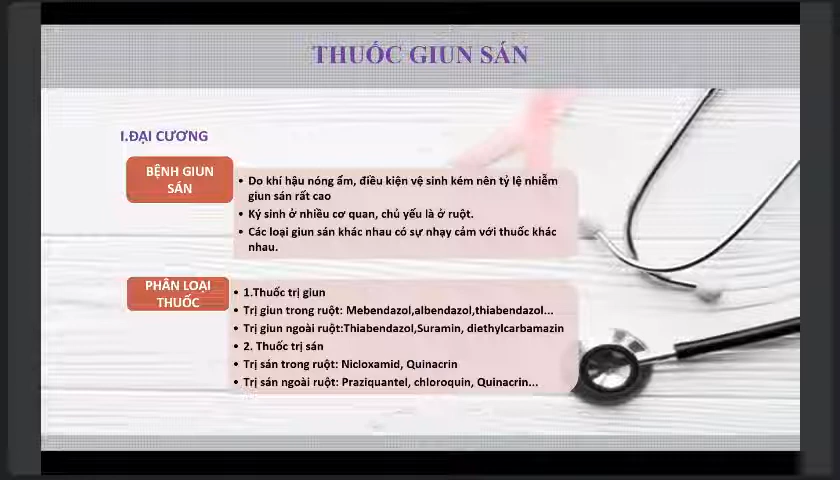 THUỐC GIUN SÁN
I.ĐẠI CƯƠNG
BỆNH GIUN
SÁN
• Do khí hậu nóng ẩm, điều kiện vệ sinh kém nên tỷ lệ nhiễm
giun sán rất cao
• Ký sinh ở nhiều cơ quan, chủ yếu là ở ruột.
• Các loại giun sán khác nhau có sự nhạy cảm với thuốc khác
nhau.
PHÂN LOẠI
THUỐC
• 1.Thuốc trị giun
• Trị giun trong ruột: Mebendazol,albendazol,thiabendazol...
• Trị giun ngoài ruột:Thiabendazol,Suramin, diethylcarbamazin
• 2. Thuốc trị sán
• Trị sán trong ruột: Nicloxamid, Quinacrin
• Trị sán ngoài ruột: Praziquantel, chloroquin, Quinacrin...